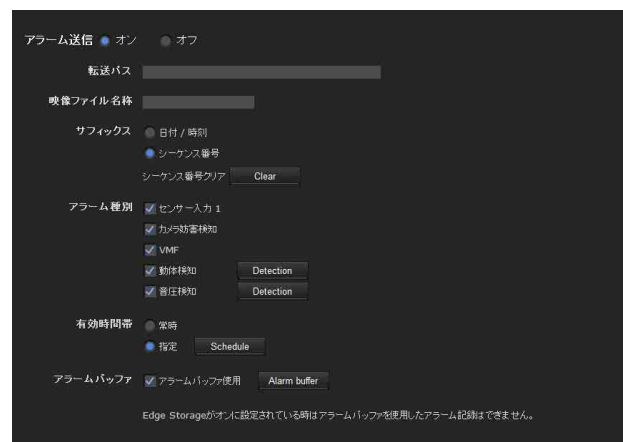 アラーム送信 オン オフ
転送パス
映像ファイル名称
サフィックス 日付 / 時刻
シーケンス番号
シーケンス番号クリア Clear
アラーム種別 センサー入力 1
カメラ妨害検知
VMF
動体検知 Detection
音圧検知 Detection
有効時間帯 常時
指定 Schedule
アラームバッファ アラームバッファ使用 Alarm buffer
Edge Storageがオンに設定されている時はアラームバッファを使用したアラーム記録はできません。